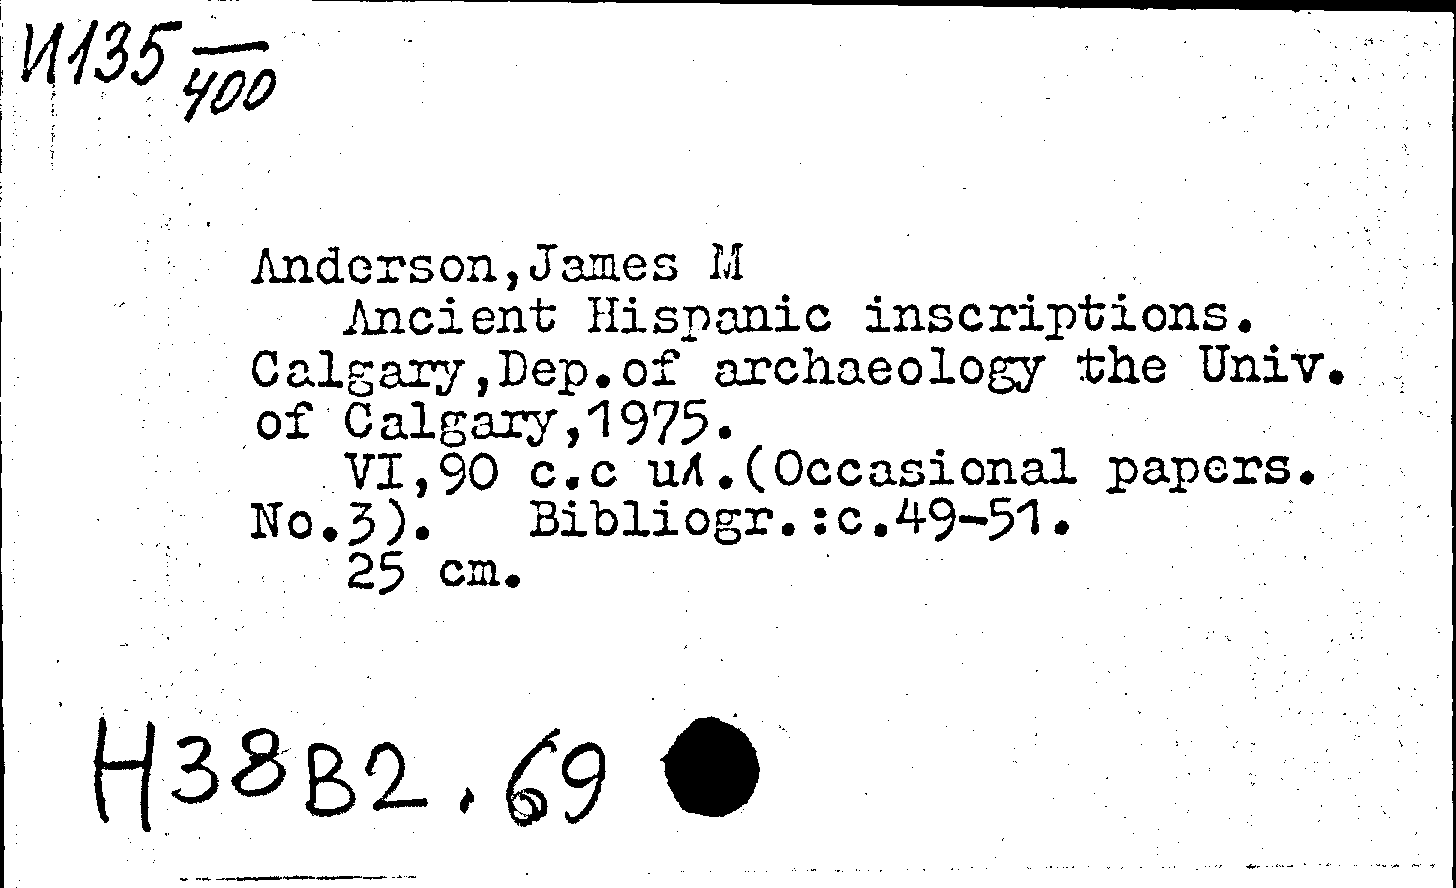 И135 —
400
Anderson,James M
Ancient Hispanic inscriptions.
Calgary,Dep.of archaeology the Univ.
of Calgary,1975.
VI,90 c.c ил.(Occasional papers.
No.3). Bibliogr.:c.49-51.
25 cm.
H38B2.69